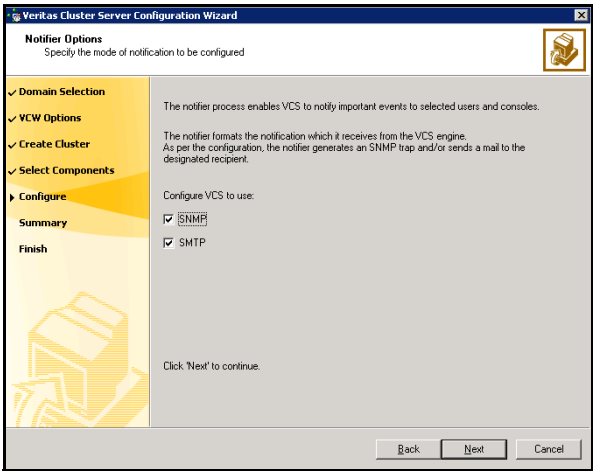 Veritas Cluster Server Configuration Wizard
Notifier Options
Specify the mode of notification to be configured
Domain Selection
VCW Options
Create Cluster
Select Components
Configure
Summary
Finish
The notifier process enables VCS to notify important events to selected users and consoles.
The notifier formats the notification which it receives from the VCS engine.
As per the configuration, the notifier generates an SNMP trap and/or sends a mail to the
designated recipient.
Configure VCS to use:
SNMP
SMTP
Click 'Next' to continue.
Back Next Cancel